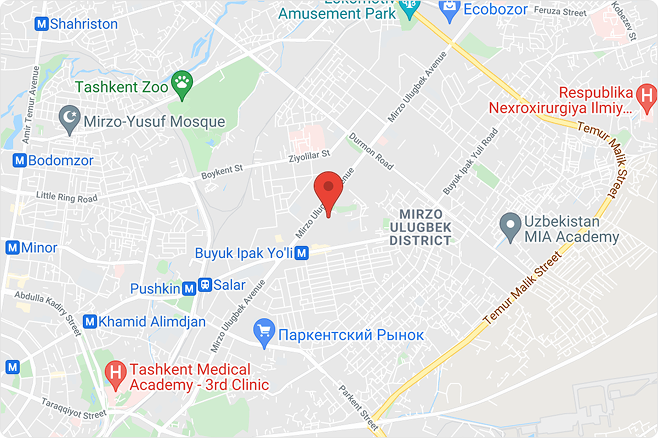 Lokomotiv
Amusement Park
Ecobozor
Feruza Street
Kobezev St
M Shahriston
Tashkent Zoo
Mirzo Ulugbek Avenue
Respublika
Nexroxirurgiya Ilmiy...
H
Amir Temur Avenue
Mirzo-Yusuf Mosque
Temur Malik Street
Durmon Road
Buyuk Ipak Yuli Road
Ziyolilar St
M Bodomzor
Boykent St
Little Ring Road
Mirzo Ulugbek Avenue
MIRZO
ULUGBEK
DISTRICT
Uzbekistan
MIA Academy
M Minor
Buyuk Ipak Yo'li M
Pushkin M
Salar
Temur Malik Street
Abdulla Kadiry Street
M Khamid Alimdjan
Mirzo Ulugbek Avenue
Паркентский Рынок
M
H
Tashkent Medical
Academy - 3rd Clinic
Parkent Street
Taraqqiyot Street